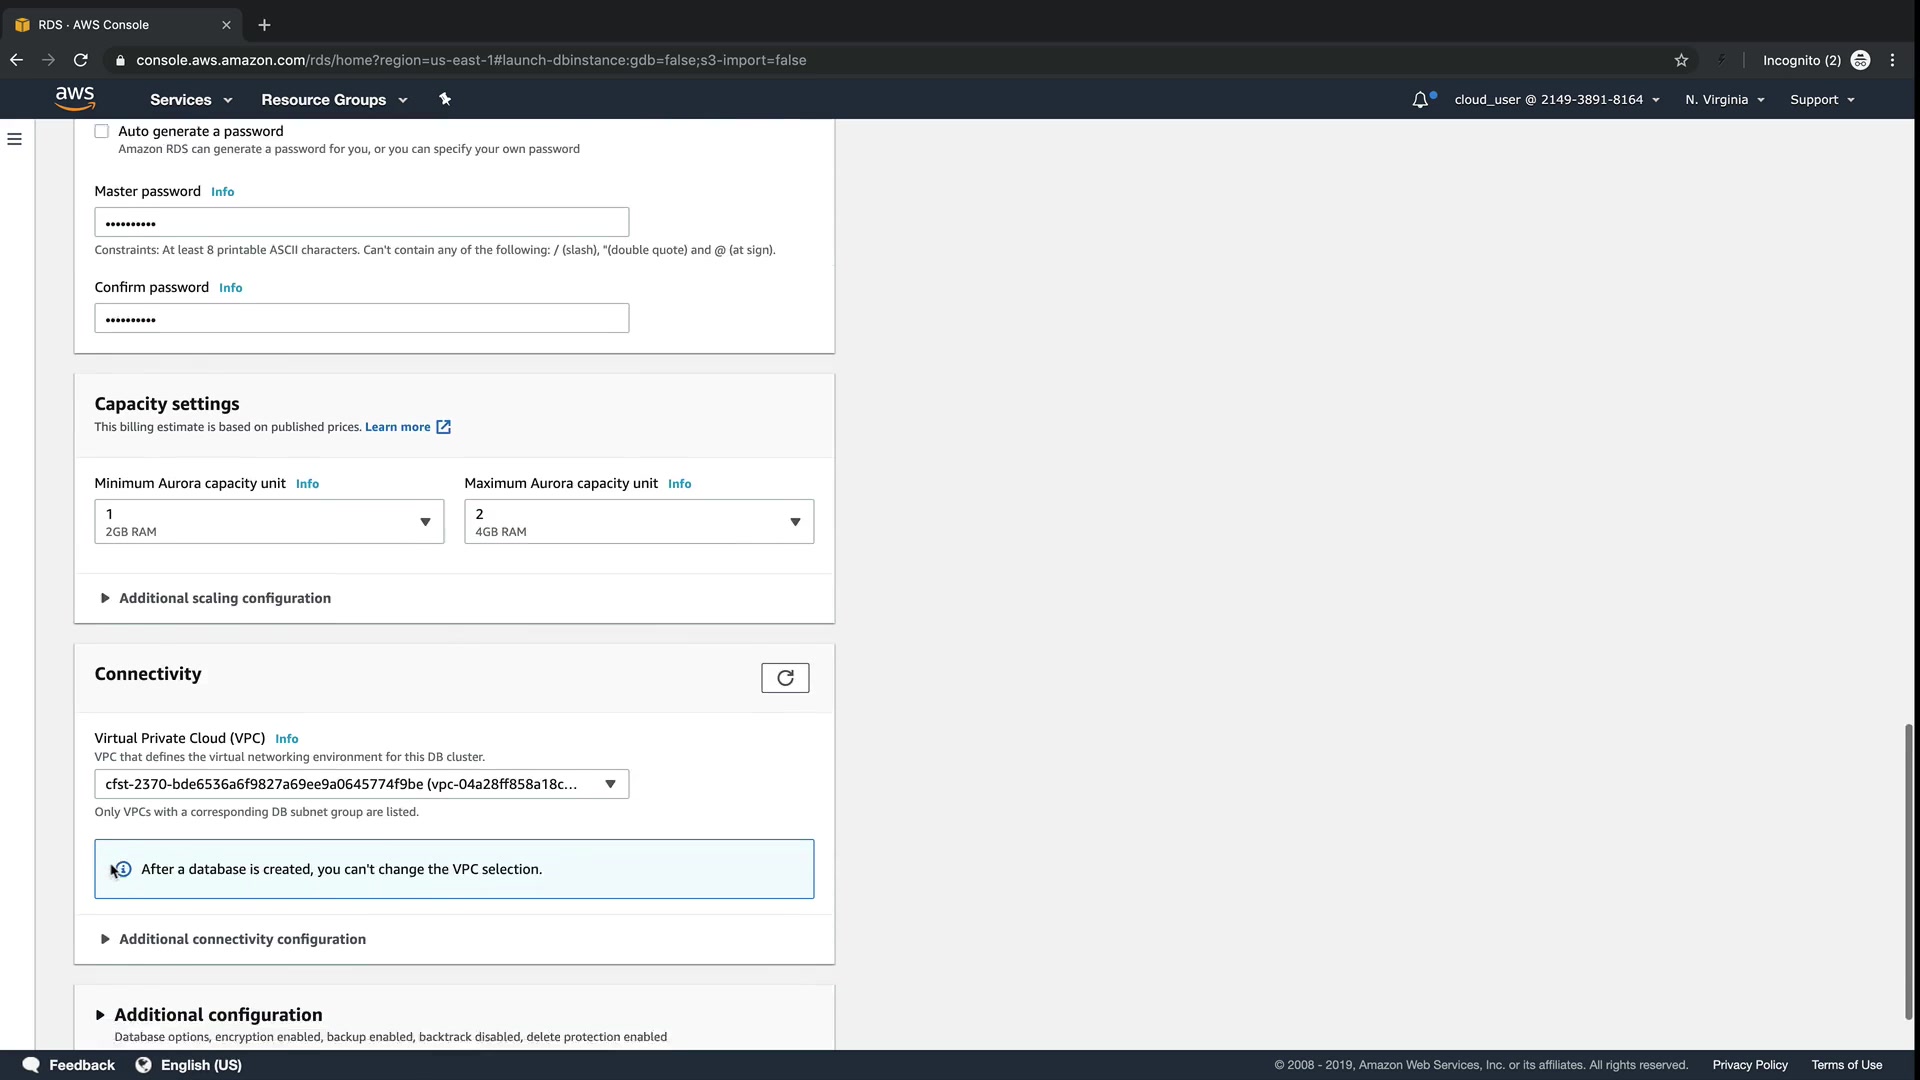 RDS · AWS Console
console.aws.amazon.com/rds/home?region=us-east-1#launch-dbinstance:gdb=false;s3-import=false
Incognito (2)
aws
Services
Resource Groups
cloud_user @ 2149-3891-8164
N. Virginia
Support
Auto generate a password
Amazon RDS can generate a password for you, or you can specify your own password
Master password Info
••••••••••
Constraints: At least 8 printable ASCII characters. Can't contain any of the following: / (slash), "(double quote) and @ (at sign).
Confirm password Info
••••••••••
Capacity settings
This billing estimate is based on published prices. Learn more
Minimum Aurora capacity unit Info
Maximum Aurora capacity unit Info
1
2GB RAM
2
4GB RAM
Additional scaling configuration
Connectivity
Virtual Private Cloud (VPC) Info
VPC that defines the virtual networking environment for this DB cluster.
cfst-2370-bde6536a6f9827a69ee9a0645774f9be (vpc-04a28ff858a18c...
Only VPCs with a corresponding DB subnet group are listed.
After a database is created, you can't change the VPC selection.
Additional connectivity configuration
Additional configuration
Database options, encryption enabled, backup enabled, backtrack disabled, delete protection enabled
Feedback
English (US)
© 2008 - 2019, Amazon Web Services, Inc. or its affiliates. All rights reserved.
Privacy Policy
Terms of Use